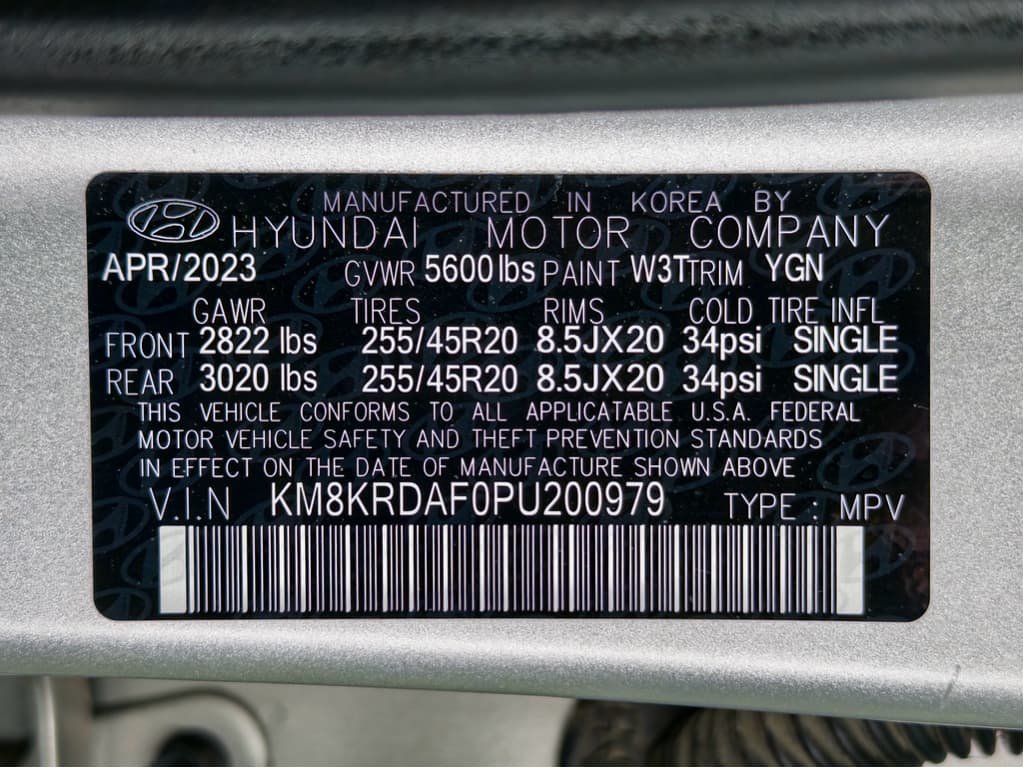 MANUFACTURED IN KOREA BY
HYUNDAI MOTOR COMPANY
APR/2023 GVWR 5600 lbs PAINT W3T TRIM YGN
GAWR TIRES RIMS COLD TIRE INFL
FRONT 2822 lbs 255/45R20 8.5JX20 34psi SINGLE
REAR 3020 lbs 255/45R20 8.5JX20 34psi SINGLE
THIS VEHICLE CONFORMS TO ALL APPLICATABLE U.S.A. FEDERAL
MOTOR VEHICLE SAFETY AND THEFT PREVENTION STANDARDS
IN EFFECT ON THE DATE OF MANUFACTURE SHOWN ABOVE
V.I.N KM8KRDAF0PU200979 TYPE : MPV